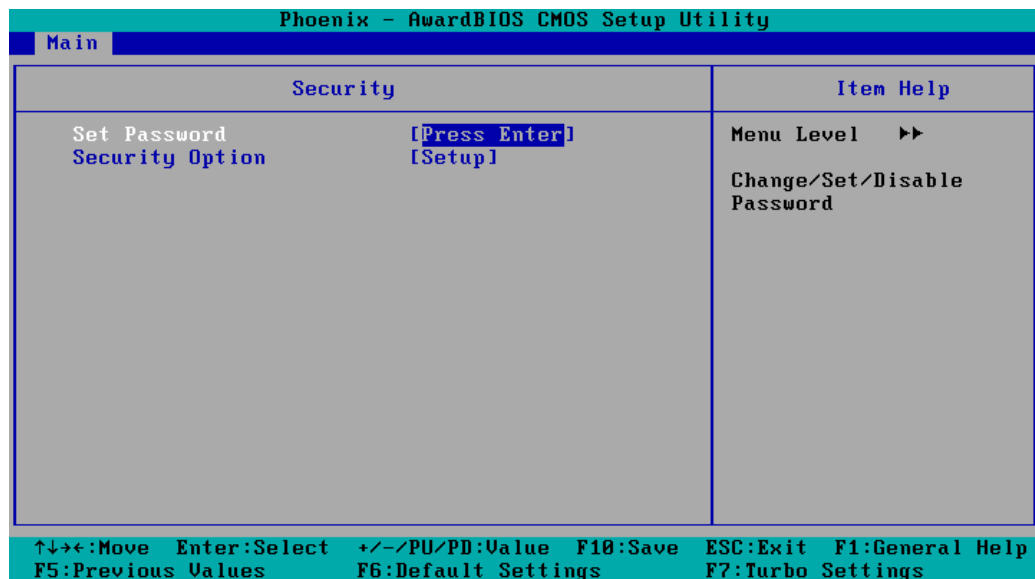 Phoenix - AwardBIOS CMOS Setup Utility
Main
Security
Item Help
Set Password [Press Enter]
Security Option [Setup]
Menu Level ▶▶
Change/Set/Disable
Password
↑↓→←:Move Enter:Select +/-/PU/PD:Value F10:Save ESC:Exit F1:General Help
F5:Previous Values F6:Default Settings F7:Turbo Settings